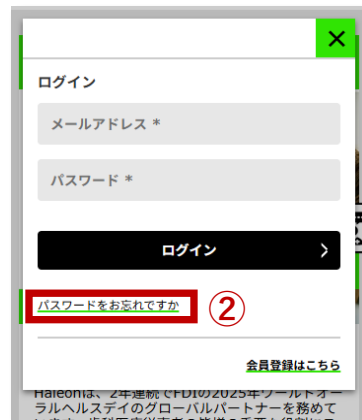 ログイン
メールアドレス *
パスワード *
ログイン
パスワードをお忘れですか
②
会員登録はこちら
Haleonは、2年連続でFDIの2025年ワールドオー
ラルヘルスデイのグローバルパートナーを務めて